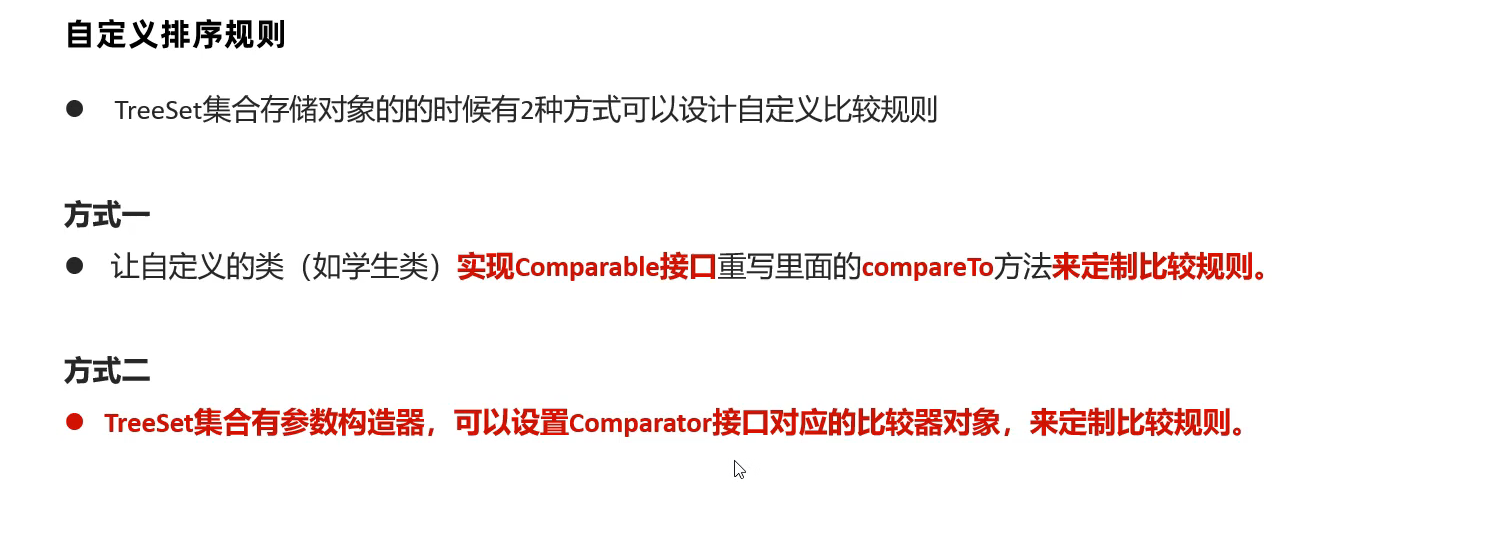 自定义排序规则
● TreeSet集合存储对象的的时候有2种方式可以设计自定义比较规则
方式一
● 让自定义的类（如学生类）实现Comparable接口重写里面的compareTo方法来定制比较规则。
方式二
● TreeSet集合有参数构造器，可以设置Comparator接口对应的比较器对象，来定制比较规则。